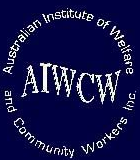 Australian Institute of Welfare
and Community Workers Inc.
AIWCW